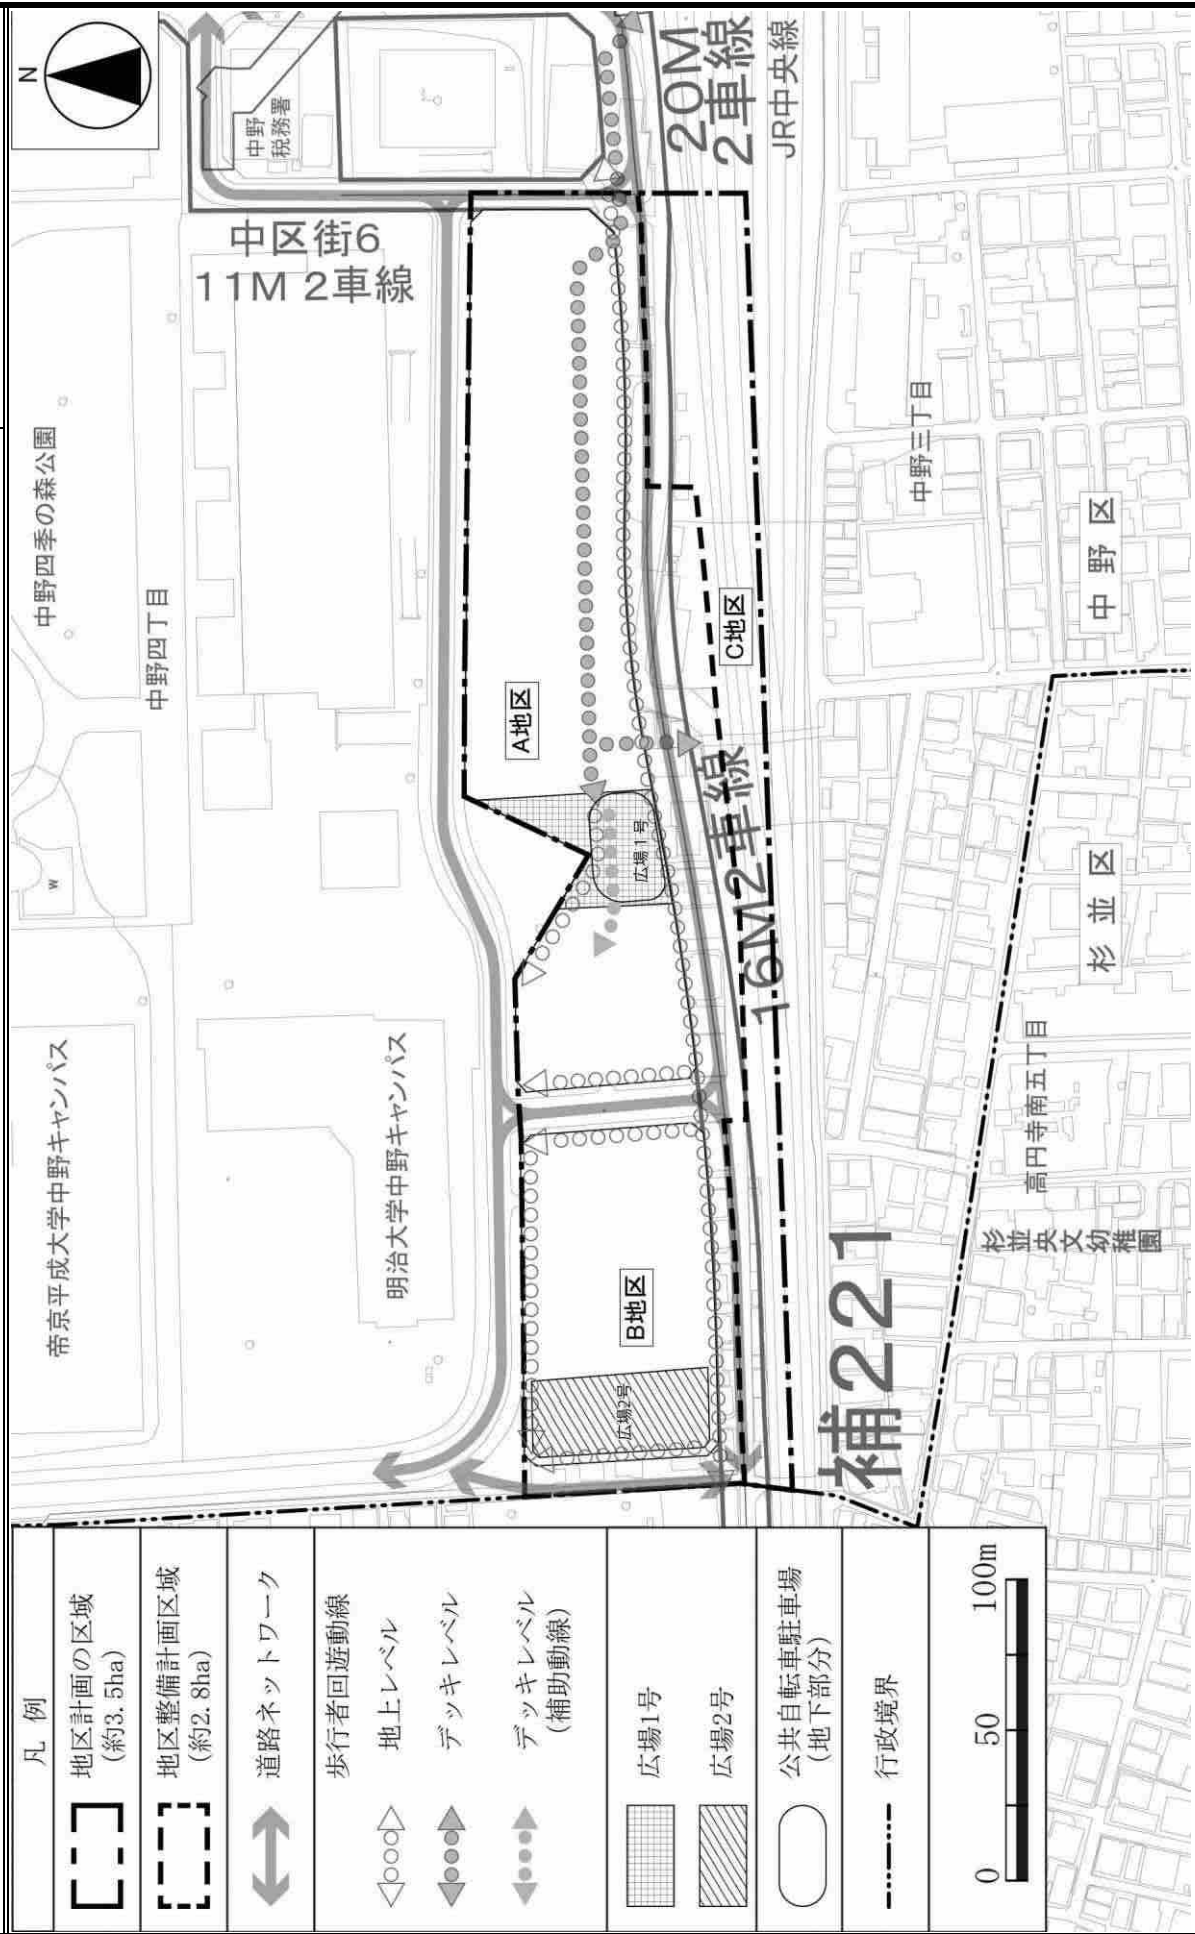 N
中野
税務署
20M
2車線
JR中央線
中区街6
11M 2車線
中野四季の森公園
中野四丁目
中野三丁目
中野区
A地区
C地区
W
広場1号
16M2車線
杉並区
帝京平成大学中野キャンパス
明治大学中野キャンパス
高円寺南五丁目
杉並央文幼稚園
B地区
広場2号
補221
凡 例
地区計画の区域
(約3.5ha)
地区整備計画区域
(約2.8ha)
道路ネットワーク
歩行者回遊動線
地上レベル
デッキレベル
デッキレベル
(補助動線)
広場1号
広場2号
公共自転車駐車場
(地下部分)
行政境界
0 50 100m